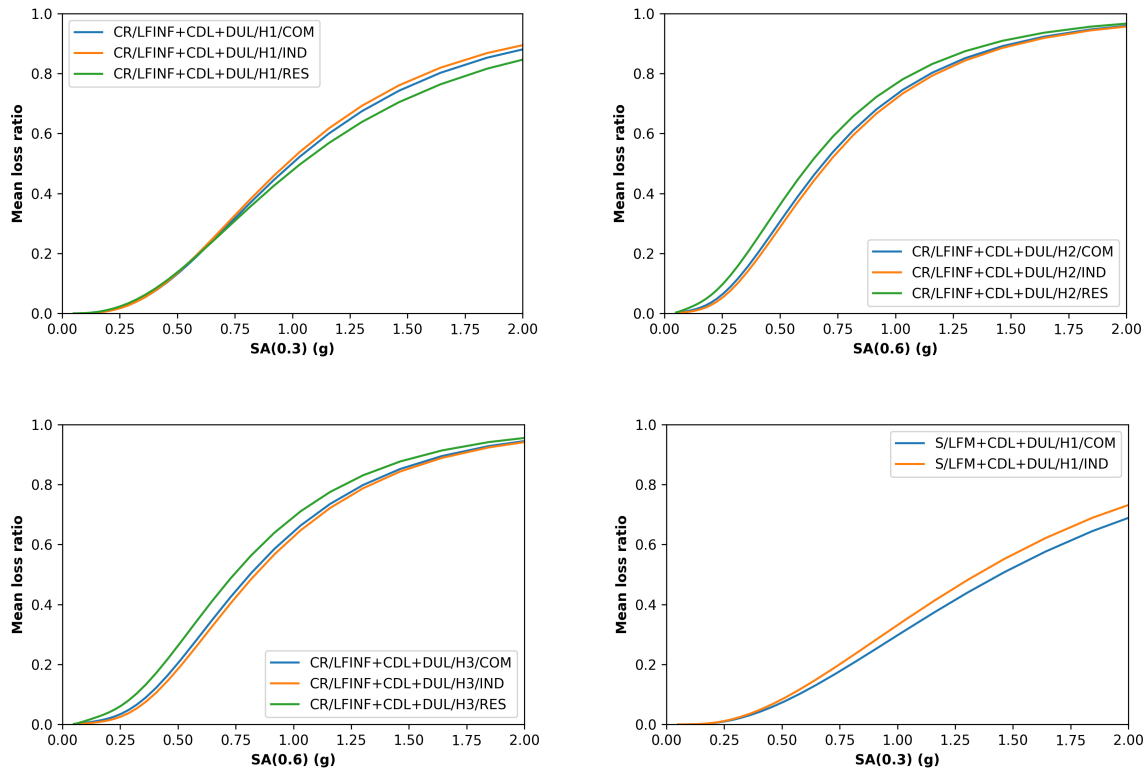 1.0
0.8
0.6
0.4
0.2
0.0
Mean loss ratio
CR/LFINF+CDL+DUL/H1/COM
CR/LFINF+CDL+DUL/H1/IND
CR/LFINF+CDL+DUL/H1/RES
0.00 0.25 0.50 0.75 1.00 1.25 1.50 1.75 2.00
SA(0.3) (g)
1.0
0.8
0.6
0.4
0.2
0.0
Mean loss ratio
CR/LFINF+CDL+DUL/H2/COM
CR/LFINF+CDL+DUL/H2/IND
CR/LFINF+CDL+DUL/H2/RES
0.00 0.25 0.50 0.75 1.00 1.25 1.50 1.75 2.00
SA(0.6) (g)
1.0
0.8
0.6
0.4
0.2
0.0
Mean loss ratio
CR/LFINF+CDL+DUL/H3/COM
CR/LFINF+CDL+DUL/H3/IND
CR/LFINF+CDL+DUL/H3/RES
0.00 0.25 0.50 0.75 1.00 1.25 1.50 1.75 2.00
SA(0.6) (g)
1.0
0.8
0.6
0.4
0.2
0.0
Mean loss ratio
S/LFM+CDL+DUL/H1/COM
S/LFM+CDL+DUL/H1/IND
0.00 0.25 0.50 0.75 1.00 1.25 1.50 1.75 2.00
SA(0.3) (g)